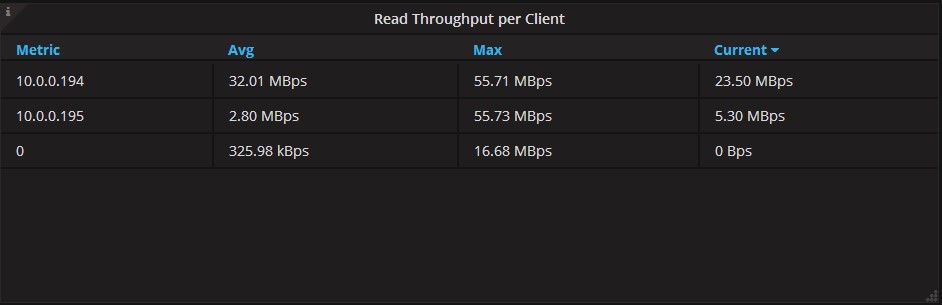 i
Read Throughput per Client
Metric Avg Max Current
10.0.0.194 32.01 MBps 55.71 MBps 23.50 MBps
10.0.0.195 2.80 MBps 55.73 MBps 5.30 MBps
0 325.98 kBps 16.68 MBps 0 Bps